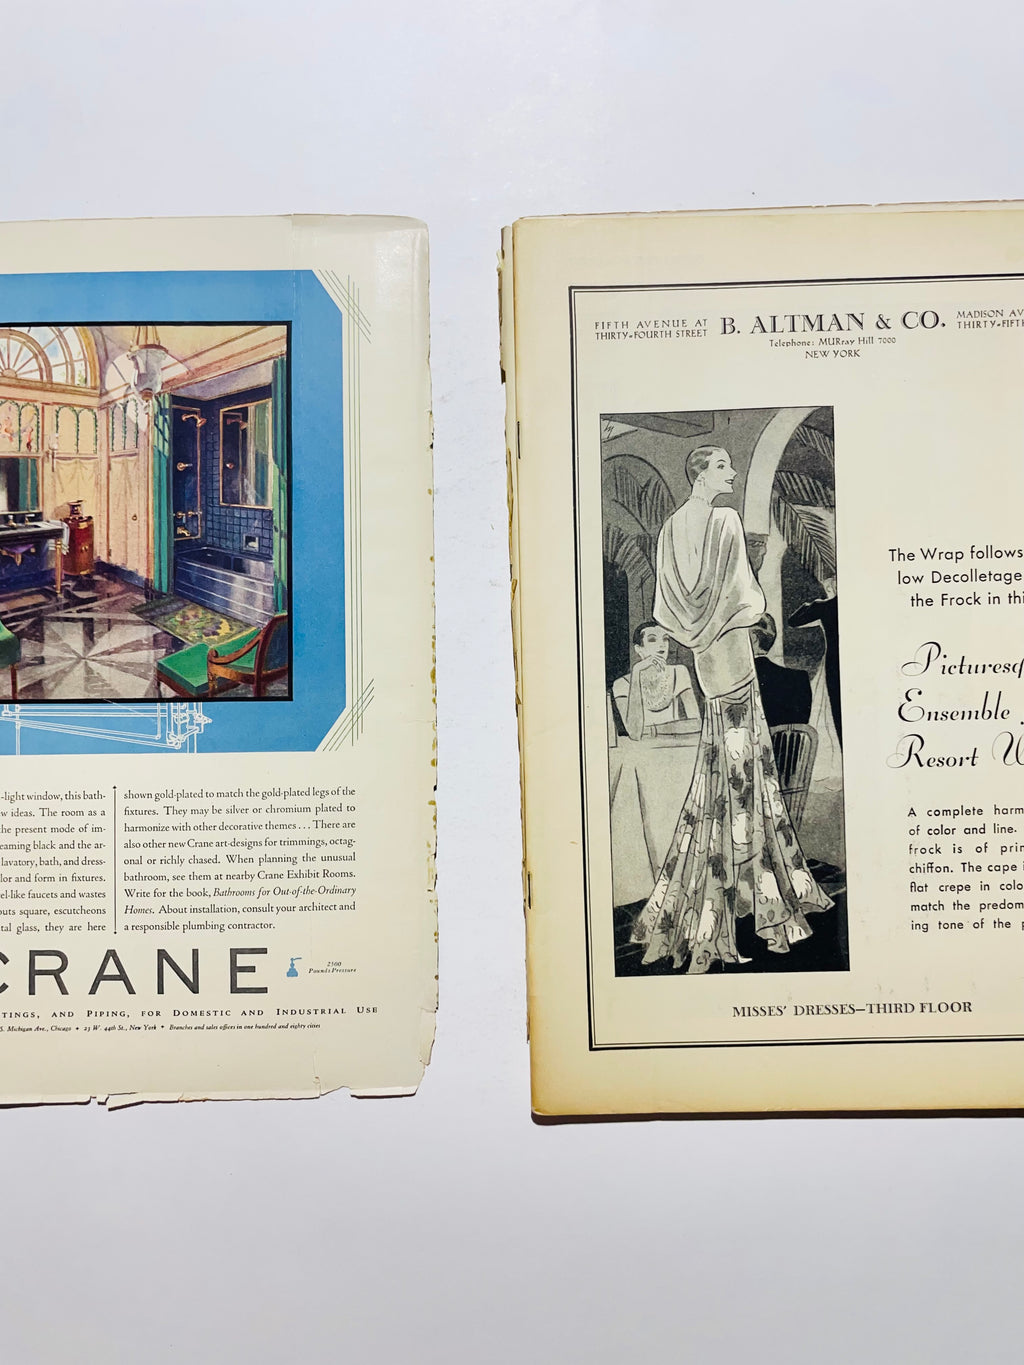 -light window, this bath-
w ideas. The room as a
he present mode of im-
eaming black and the ar-
lavatory, bath, and dress-
lor and form in fixtures.
el-like faucets and wastes
outs square, escutcheons
tal glass, they are here
shown gold-plated to match the gold-plated legs of the
fixtures. They may be silver or chromium plated to
harmonize with other decorative themes . . . There are
also other new Crane art-designs for trimmings, octag-
onal or richly chased. When planning the unusual
bathroom, see them at nearby Crane Exhibit Rooms.
Write for the book, Bathrooms for Out-of-the-Ordinary
Homes. About installation, consult your architect and
a responsible plumbing contractor.
CRANE
2500
Pounds Pressure
TINGS, AND PIPING, FOR DOMESTIC AND INDUSTRIAL USE
S. Michigan Ave., Chicago ✦ 23 W. 44th St., New York ✦ Branches and sales offices in one hundred and eighty cities
FIFTH AVENUE AT
THIRTY-FOURTH STREET
B. ALTMAN & CO.
Telephone: MURray Hill 7000
NEW YORK
MADISON AV
THIRTY-FIFTH
The Wrap follows
low Decolletage
the Frock in thi
Picturesq
Ensemble
Resort W
A complete harm
of color and line.
frock is of prin
chiffon. The cape i
flat crepe in colo
match the predom
ing tone of the p
MISSES' DRESSES—THIRD FLOOR